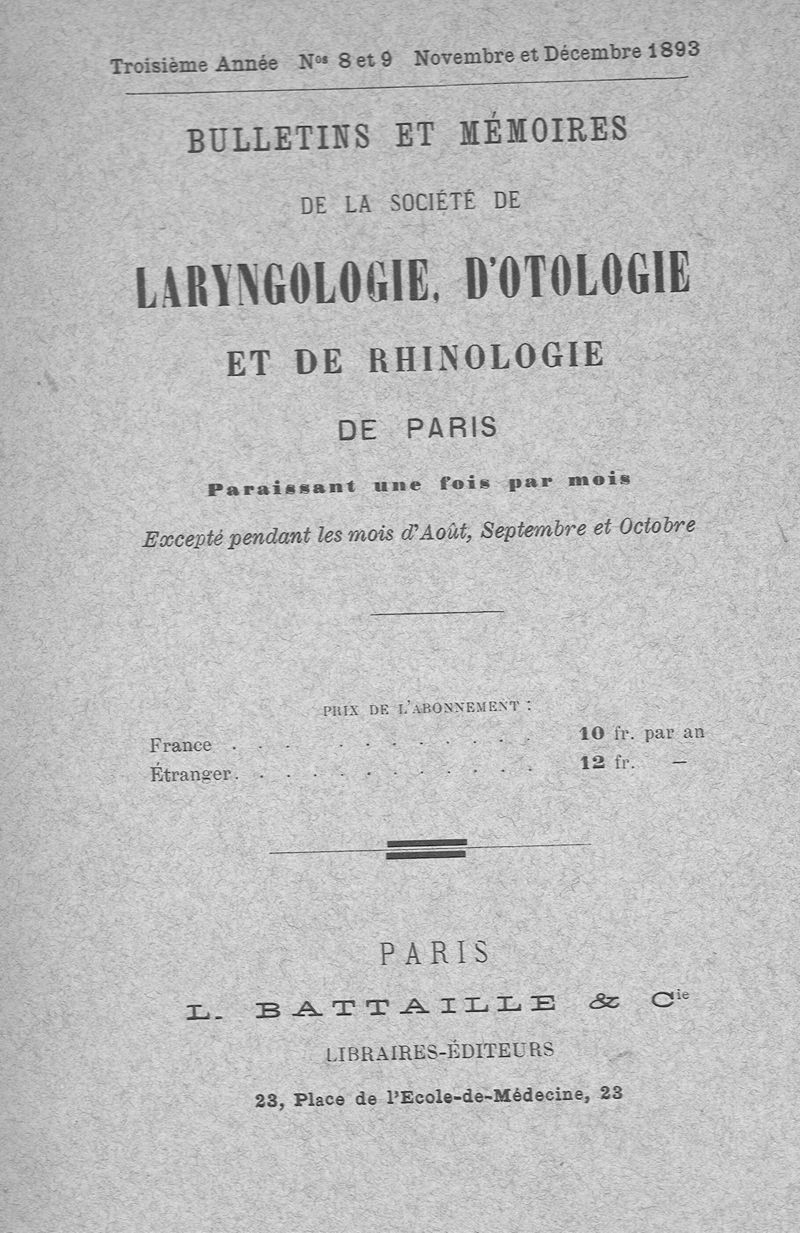 Troisième Année Nos 8 et 9 Novembre et Décembre 1893
BULLETINS ET MÉMOIRES
DE LA SOCIÉTÉ DE
LARYNGOLOGIE, D'OTOLOGIE
ET DE RHINOLOGIE
DE PARIS
Paraissant une fois par mois
Excepté pendant les mois d'Août, Septembre et Octobre
PRIX DE L'ABONNEMENT :
France . . . . . . . . . . . 10 fr. par an
Étranger. . . . . . . . . . . 12 fr. —
PARIS
L. BATTAILLE & Cie
LIBRAIRES-ÉDITEURS
23, Place de l'Ecole-de-Médecine, 23